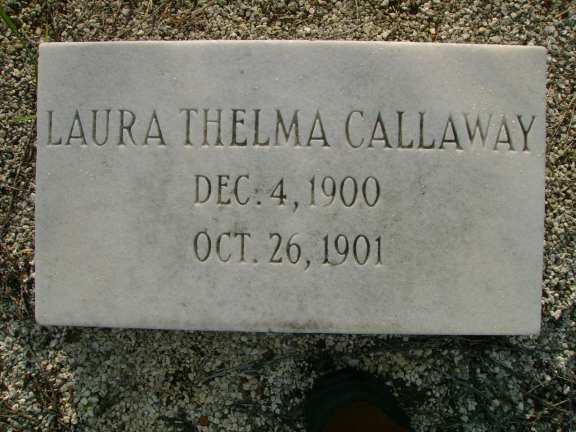 LAURA THELMA CALLAWAY
DEC. 4, 1900
OCT. 26, 1901